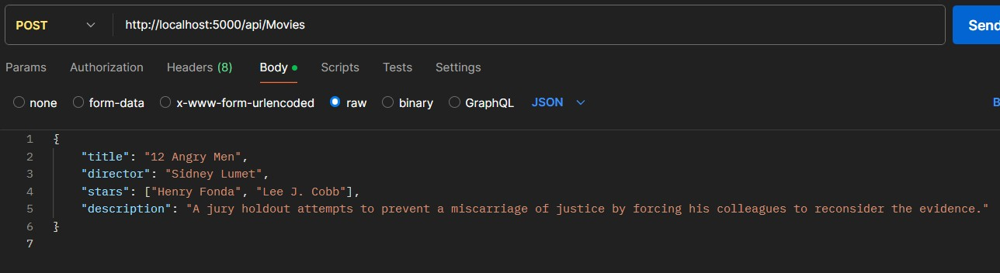 POST http://localhost:5000/api/Movies Send
Params Authorization Headers (8) Body Scripts Tests Settings
none form-data x-www-form-urlencoded raw binary GraphQL JSON B
1 {
2 "title": "12 Angry Men",
3 "director": "Sidney Lumet",
4 "stars": ["Henry Fonda", "Lee J. Cobb"],
5 "description": "A jury holdout attempts to prevent a miscarriage of justice by forcing his colleagues to reconsider the evidence."
6 }
7